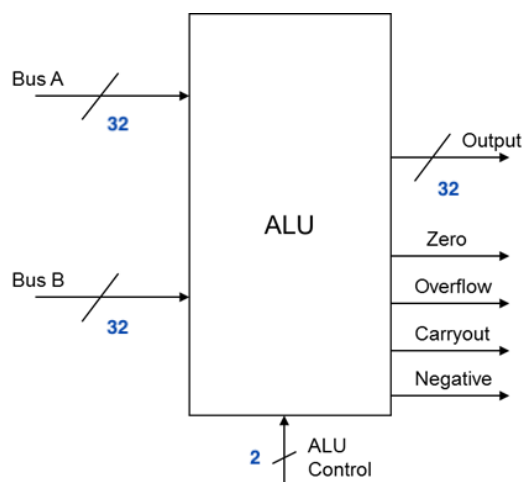 Bus A
32
Output
32
ALU
Zero
Bus B
32
Overflow
Carryout
Negative
2
ALU
Control